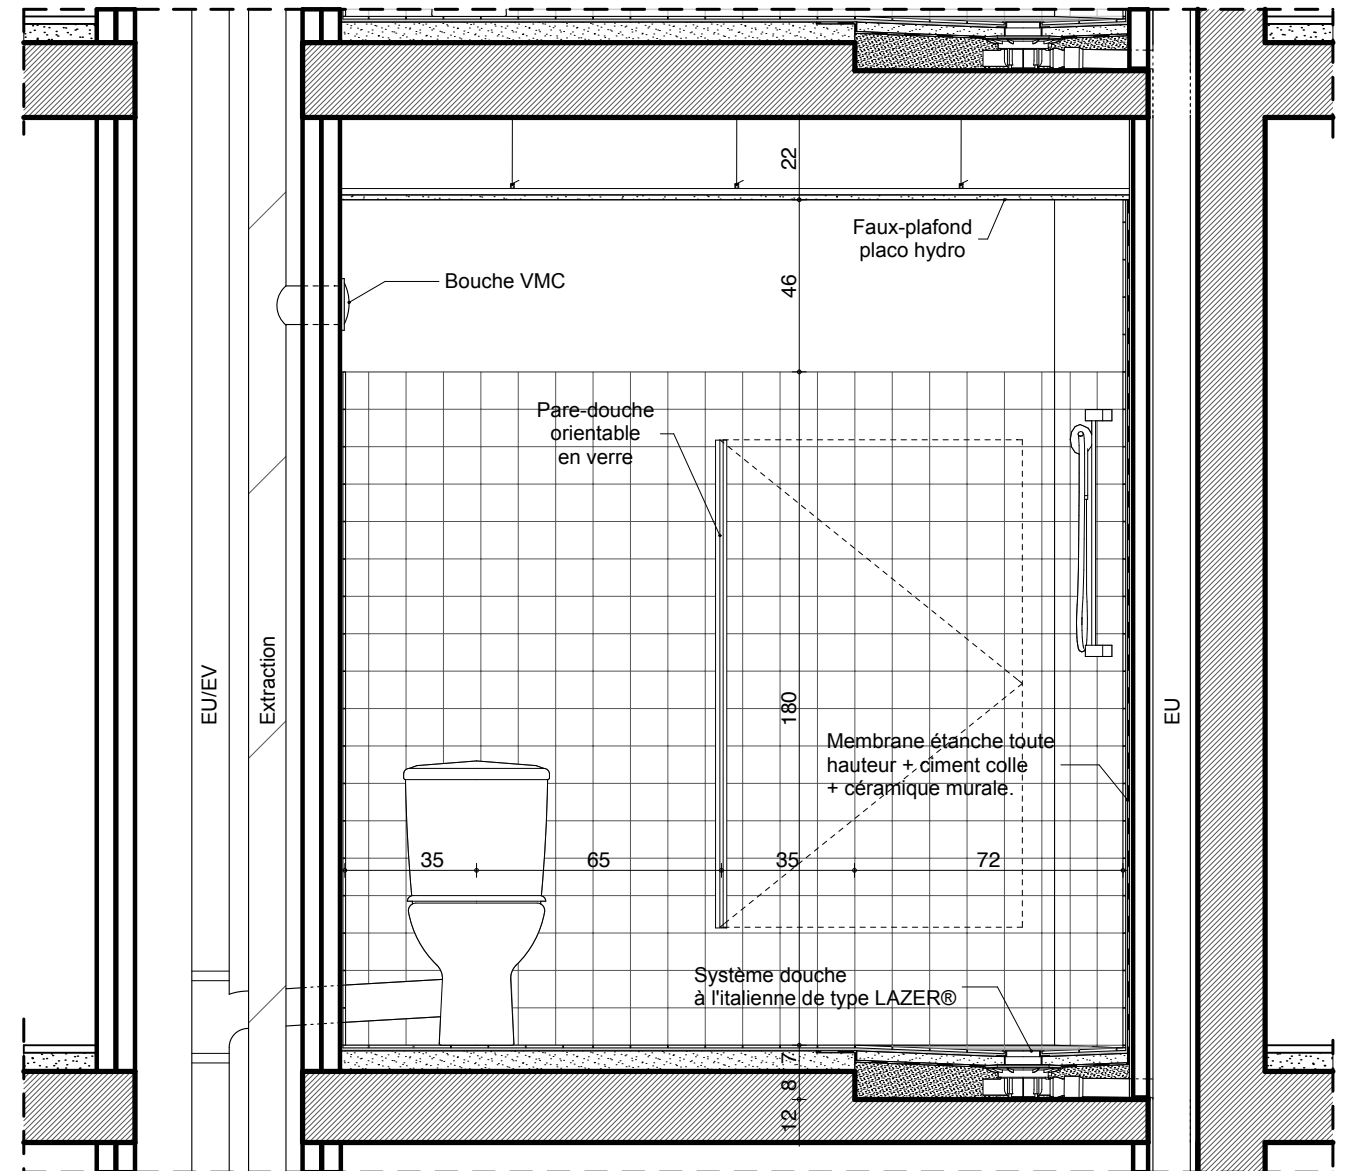 22
Faux-plafond
placo hydro
Bouche VMC
46
Pare-douche
orientable
en verre
EU/EV
Extraction
180
EU
Membrane étanche toute
hauteur + ciment colle
+ céramique murale.
35
65
35
72
Système douche
à l'italienne de type LAZER®
7
8
12